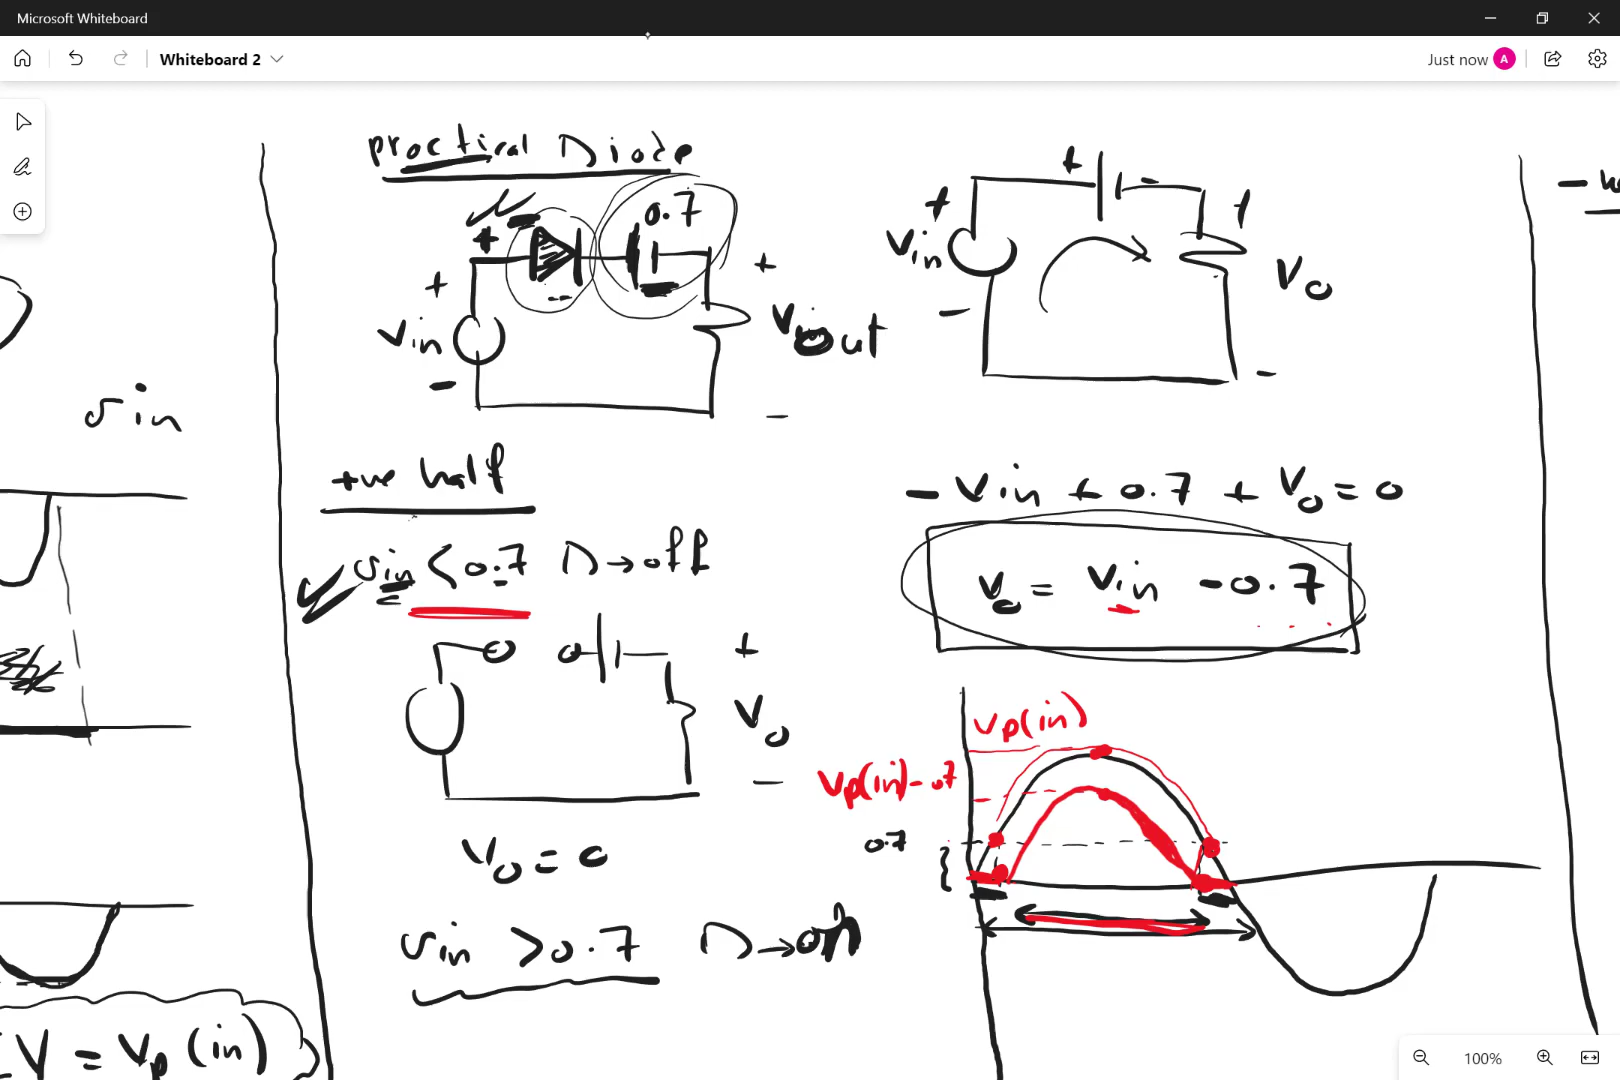 Microsoft Whiteboard
Whiteboard 2
Just now A
practical Diode
0.7
+ +
+
Vin
-
+
Vout
-
+ -
+ +
Vin
-
Vo
-
sin
+ve half
vin < 0.7 D → off
+
Vo
-
Vo = 0
vin > 0.7 D → on
- Vin + 0.7 + Vo = 0
Vo = Vin - 0.7
Vp(in)
Vp(in) - 0.7
0.7
V = Vp (in)
100%